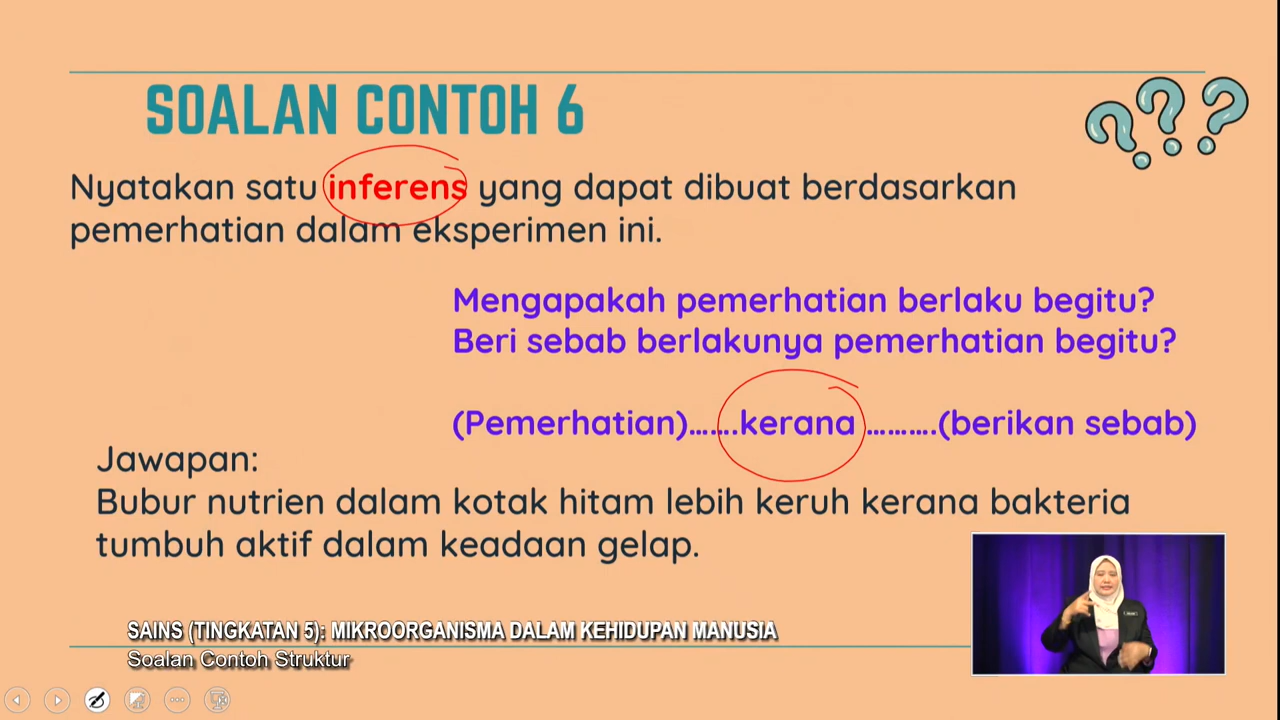 SOALAN CONTOH 6
Nyatakan satu inferens yang dapat dibuat berdasarkan
pemerhatian dalam eksperimen ini.
Mengapakah pemerhatian berlaku begitu?
Beri sebab berlakunya pemerhatian begitu?
(Pemerhatian).......kerana ..........(berikan sebab)
Jawapan:
Bubur nutrien dalam kotak hitam lebih keruh kerana bakteria
tumbuh aktif dalam keadaan gelap.
SAINS (TINGKATAN 5): MIKROORGANISMA DALAM KEHIDUPAN MANUSIA
Soalan Contoh Struktur